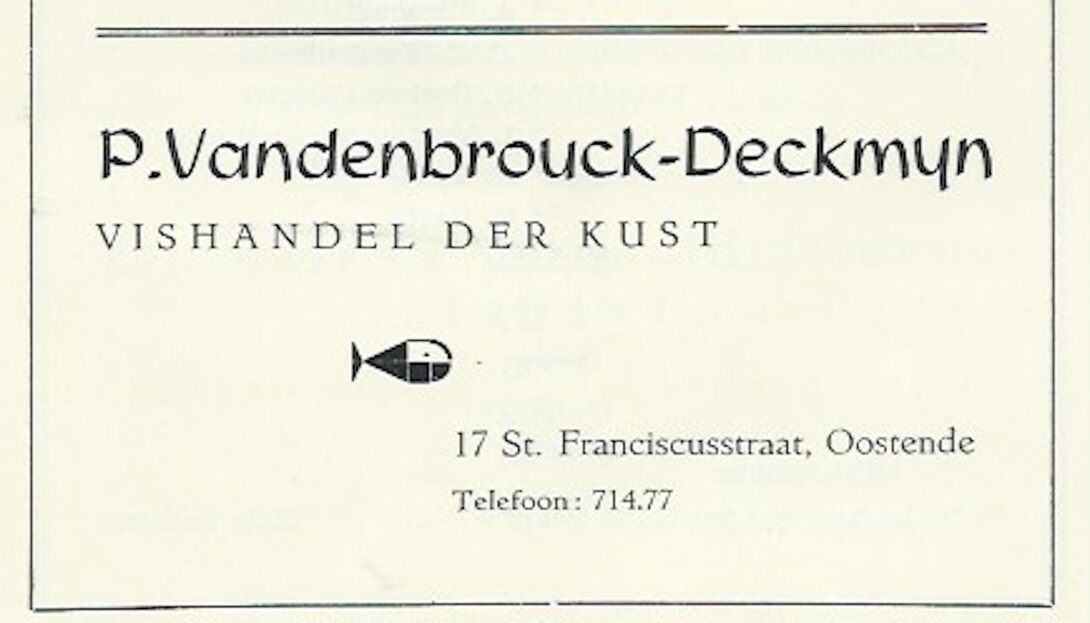 P.Vandenbrouck-Deckmyn
VISHANDEL DER KUST
17 St. Franciscusstraat, Oostende
Telefoon: 714.77